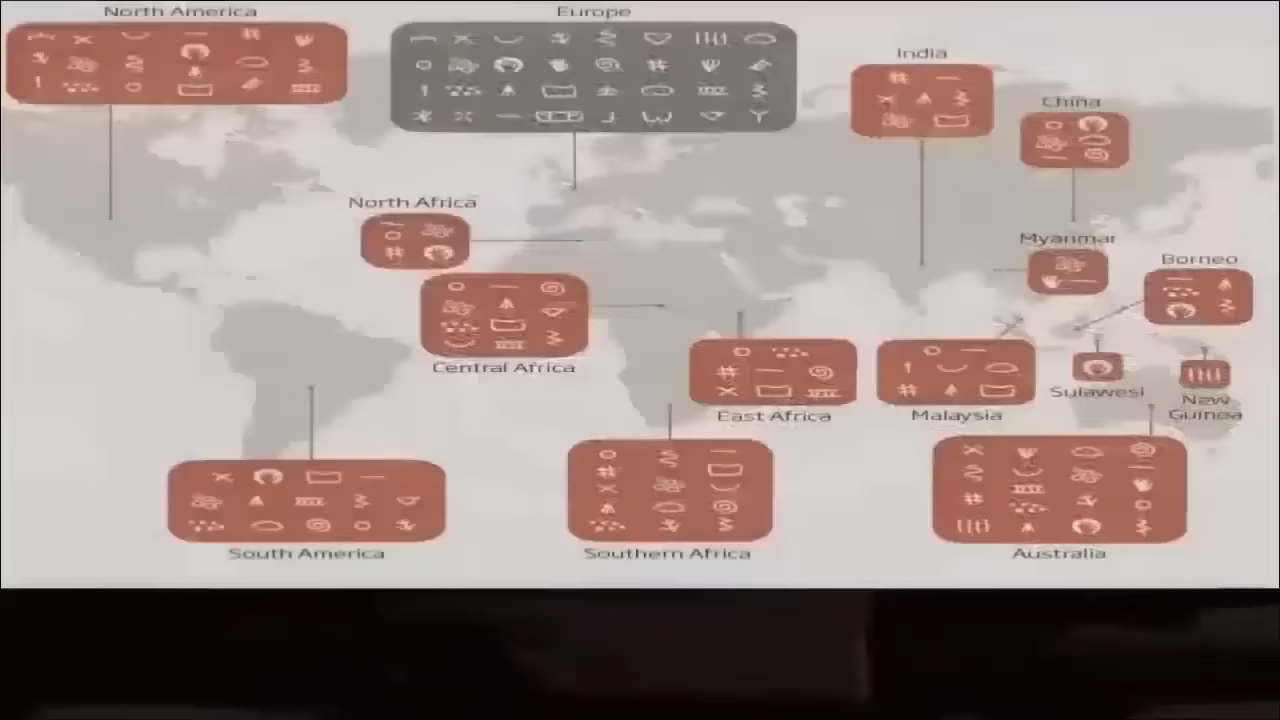 North America
Europe
India
China
North Africa
Myanmar
Borneo
Central Africa
East Africa
Malaysia
Sulawesi
New
Guinea
South America
Southern Africa
Australia